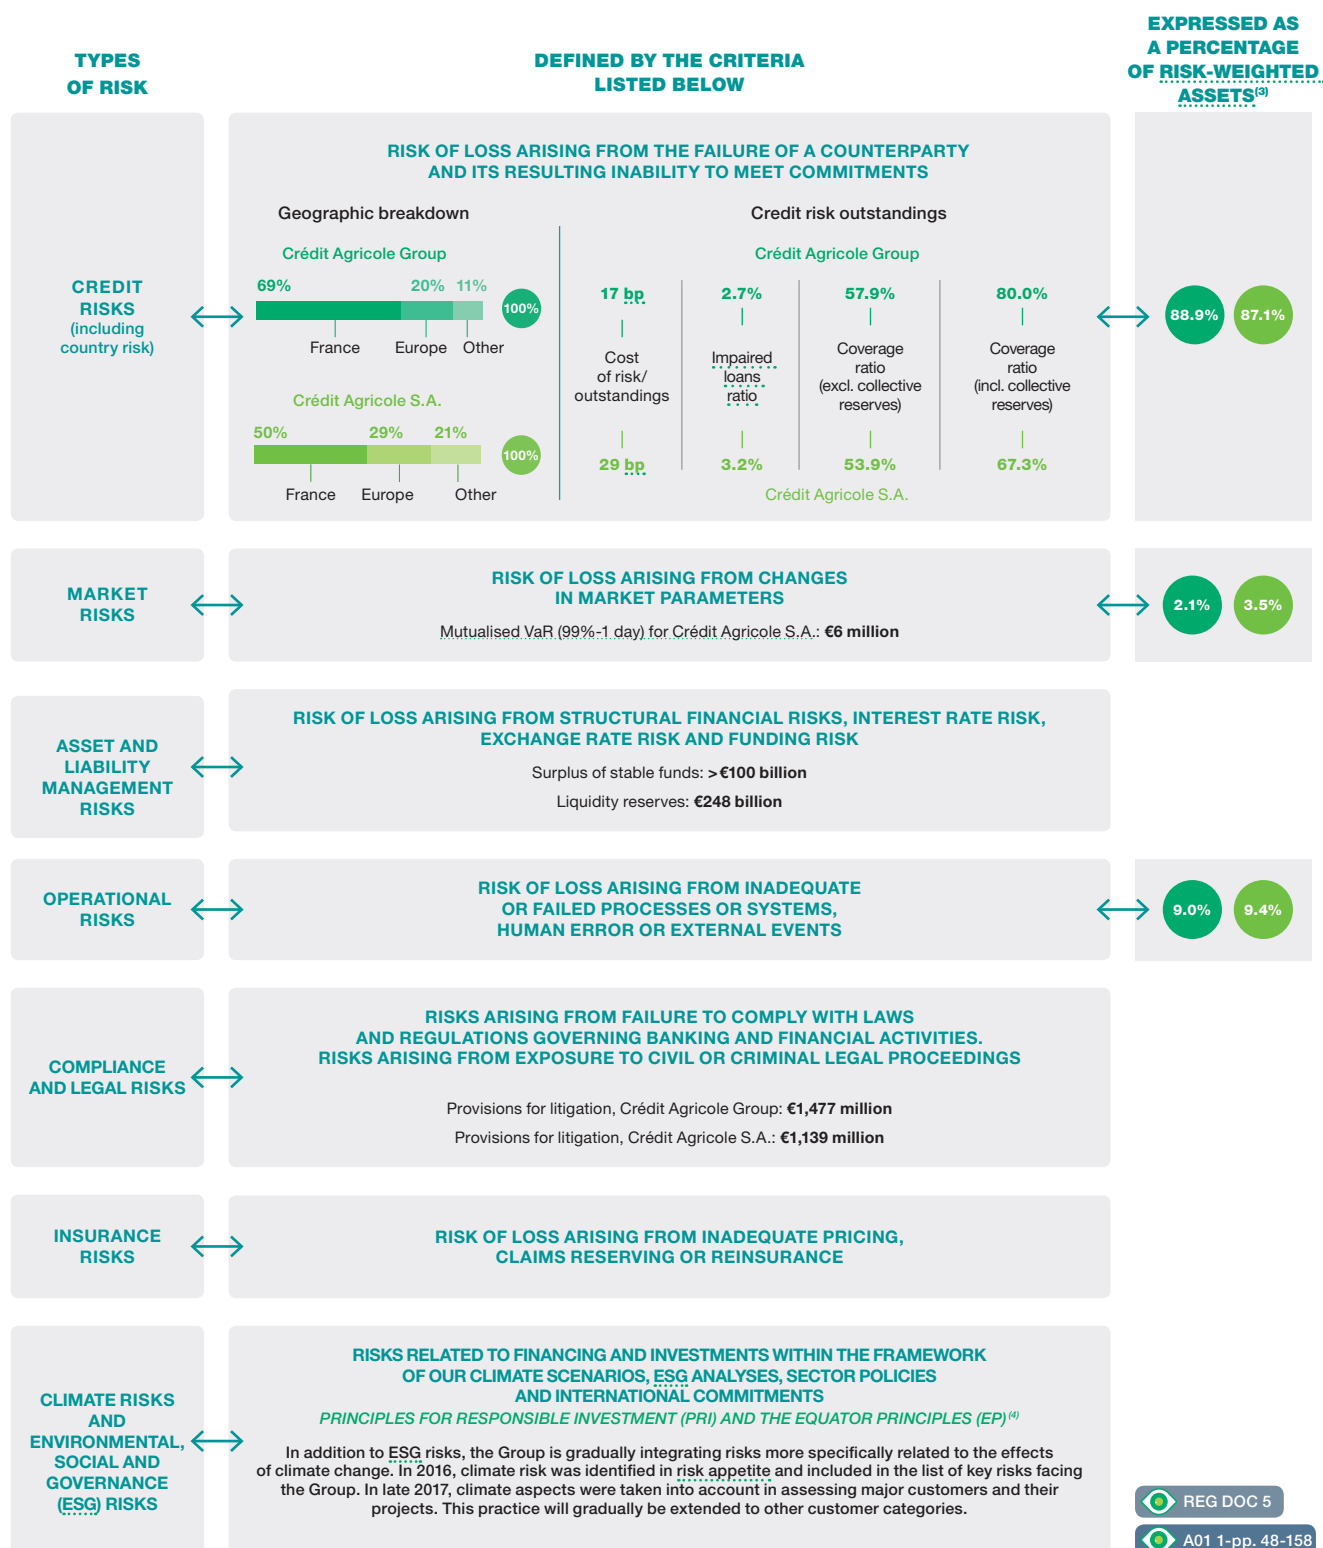 TYPES
OF RISK
DEFINED BY THE CRITERIA
LISTED BELOW
EXPRESSED AS
A PERCENTAGE
OF RISK-WEIGHTED
ASSETS(3)
CREDIT
RISKS
(including
country risk)
RISK OF LOSS ARISING FROM THE FAILURE OF A COUNTERPARTY
AND ITS RESULTING INABILITY TO MEET COMMITMENTS
Geographic breakdown
Crédit Agricole Group
69% 20% 11%
100%
France Europe Other
Crédit Agricole S.A.
50% 29% 21%
100%
France Europe Other
Credit risk outstandings
Crédit Agricole Group
17 bp 2.7% 57.9% 80.0%
Cost
of risk/
outstandings
Impaired
loans
ratio
Coverage
ratio
(excl. collective
reserves)
Coverage
ratio
(incl. collective
reserves)
29 bp 3.2% 53.9% 67.3%
Crédit Agricole S.A.
88.9% 87.1%
MARKET
RISKS
RISK OF LOSS ARISING FROM CHANGES
IN MARKET PARAMETERS
Mutualised VaR (99%-1 day) for Crédit Agricole S.A.: €6 million
2.1% 3.5%
ASSET AND
LIABILITY
MANAGEMENT
RISKS
RISK OF LOSS ARISING FROM STRUCTURAL FINANCIAL RISKS, INTEREST RATE RISK,
EXCHANGE RATE RISK AND FUNDING RISK
Surplus of stable funds: >€100 billion
Liquidity reserves: €248 billion
OPERATIONAL
RISKS
RISK OF LOSS ARISING FROM INADEQUATE
OR FAILED PROCESSES OR SYSTEMS,
HUMAN ERROR OR EXTERNAL EVENTS
9.0% 9.4%
COMPLIANCE
AND LEGAL RISKS
RISKS ARISING FROM FAILURE TO COMPLY WITH LAWS
AND REGULATIONS GOVERNING BANKING AND FINANCIAL ACTIVITIES.
RISKS ARISING FROM EXPOSURE TO CIVIL OR CRIMINAL LEGAL PROCEEDINGS
Provisions for litigation, Crédit Agricole Group: €1,477 million
Provisions for litigation, Crédit Agricole S.A.: €1,139 million
INSURANCE
RISKS
RISK OF LOSS ARISING FROM INADEQUATE PRICING,
CLAIMS RESERVING OR REINSURANCE
CLIMATE RISKS
AND
ENVIRONMENTAL,
SOCIAL AND
GOVERNANCE
(ESG) RISKS
RISKS RELATED TO FINANCING AND INVESTMENTS WITHIN THE FRAMEWORK
OF OUR CLIMATE SCENARIOS, ESG ANALYSES, SECTOR POLICIES
AND INTERNATIONAL COMMITMENTS
PRINCIPLES FOR RESPONSIBLE INVESTMENT (PRI) AND THE EQUATOR PRINCIPLES (EP)(4)
In addition to ESG risks, the Group is gradually integrating risks more specifically related to the effects
of climate change. In 2016, climate risk was identified in risk appetite and included in the list of key risks facing
the Group. In late 2017, climate aspects were taken into account in assessing major customers and their
projects. This practice will gradually be extended to other customer categories.
REG DOC 5
A01 1-pp. 48-158